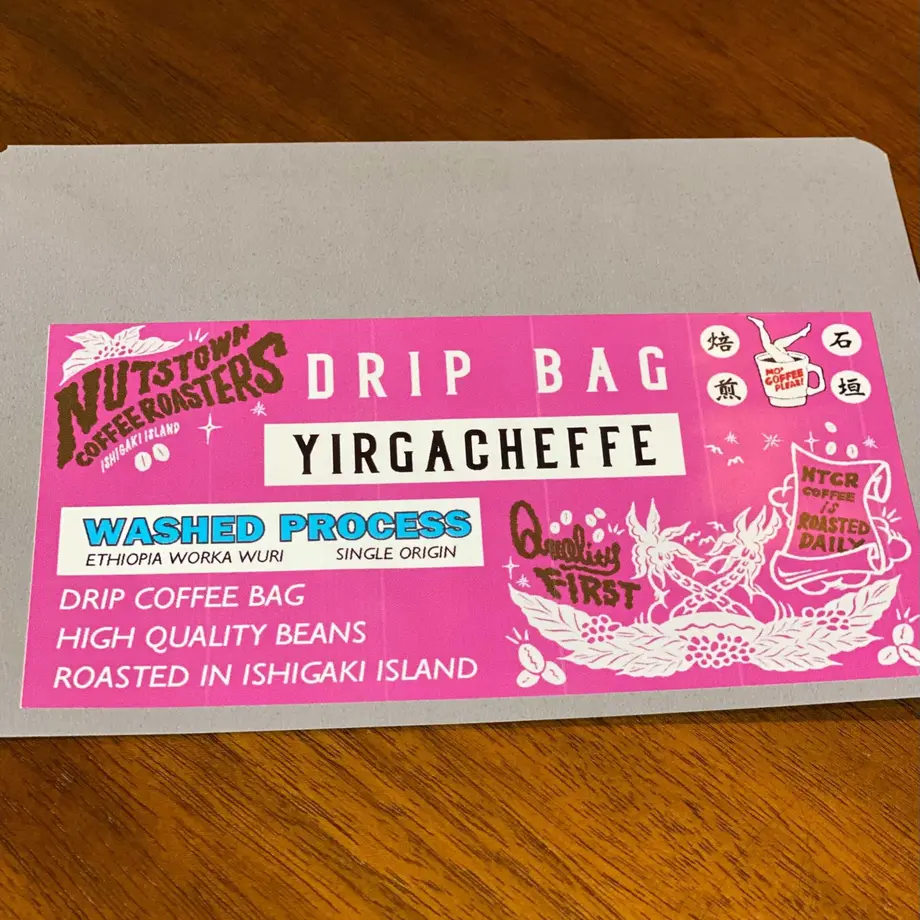 NUTSTOWN
COFFEE ROASTERS
ISHIGAKI ISLAND
DRIP BAG
YIRGACHEFFE
焙煎
石垣
MO'
COFFEE
PLEAZ!
WASHED PROCESS
ETHIOPIA WORKA WURI SINGLE ORIGIN
DRIP COFFEE BAG
HIGH QUALITY BEANS
ROASTED IN ISHIGAKI ISLAND
Quality
FIRST
NTCR
COFFEE
iS
ROASTED
DAILY